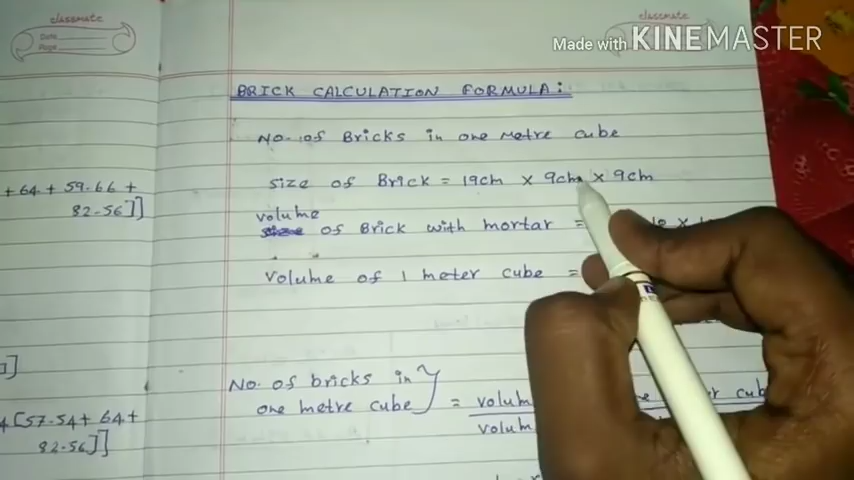 classmate
Date
Page
classmate
Made with KINEMASTER
BRICK CALCULATION FORMULA:
No. of Bricks in one metre cube
size of Brick = 19cm × 9cm × 9cm
volume
of Brick with mortar =
volume of 1 meter cube =
No. of bricks in
one metre cube =
+ 64 + 59.66 +
82.56]]
[57.54 + 64 +
82.56]]